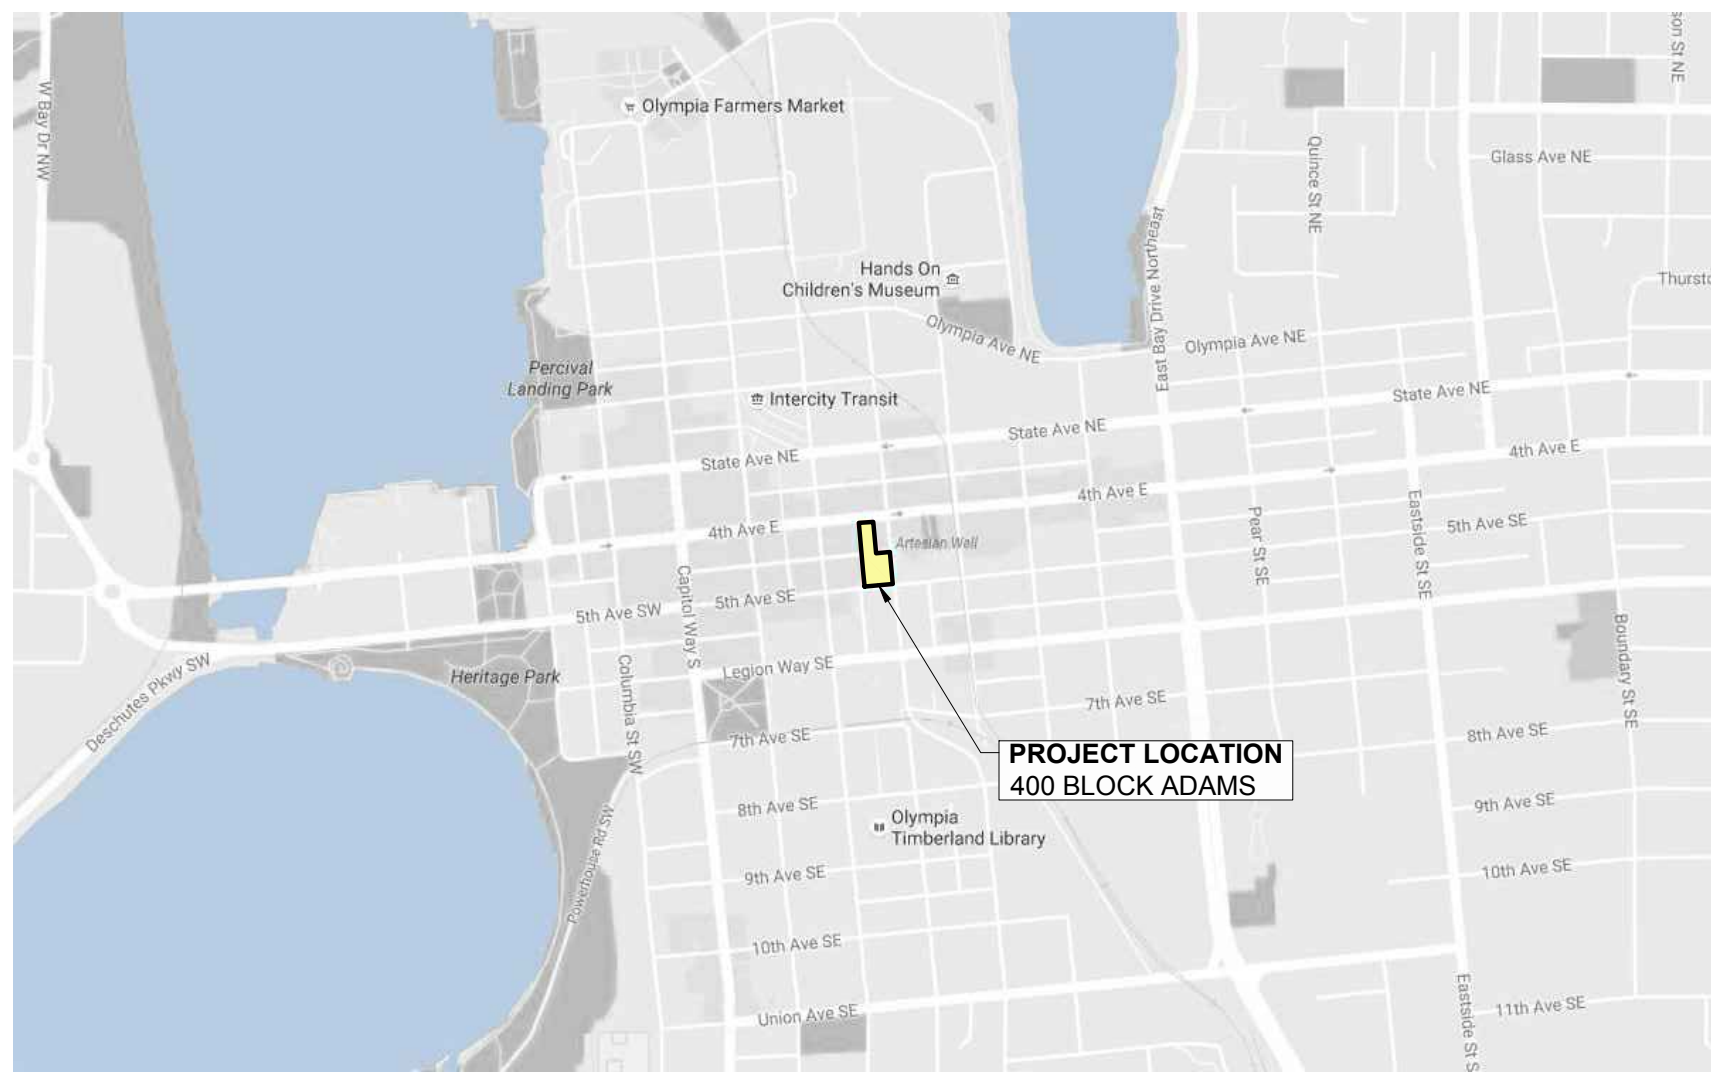 son St NE
W Bay Dr NW
Olympia Farmers Market
Quince St NE
Glass Ave NE
East Bay Drive Northeast
Hands On
Children's Museum
Thursto
Olympia Ave NE
Olympia Ave NE
Percival
Landing Park
Intercity Transit
State Ave NE
State Ave NE
State Ave NE
4th Ave E
4th Ave E
4th Ave E
Eastside St SE
Pear St SE
5th Ave SE
Artesian Well
Capitol Way S
5th Ave SE
5th Ave SW
Boundary St SE
Legion Way SE
Heritage Park
Columbia St SW
Deschutes Pkwy SW
7th Ave SE
7th Ave SE
8th Ave SE
PROJECT LOCATION
400 BLOCK ADAMS
8th Ave SE
9th Ave SE
Olympia
Timberland Library
Powerhouse Rd SW
9th Ave SE
10th Ave SE
10th Ave SE
Eastside St S
11th Ave SE
Union Ave SE